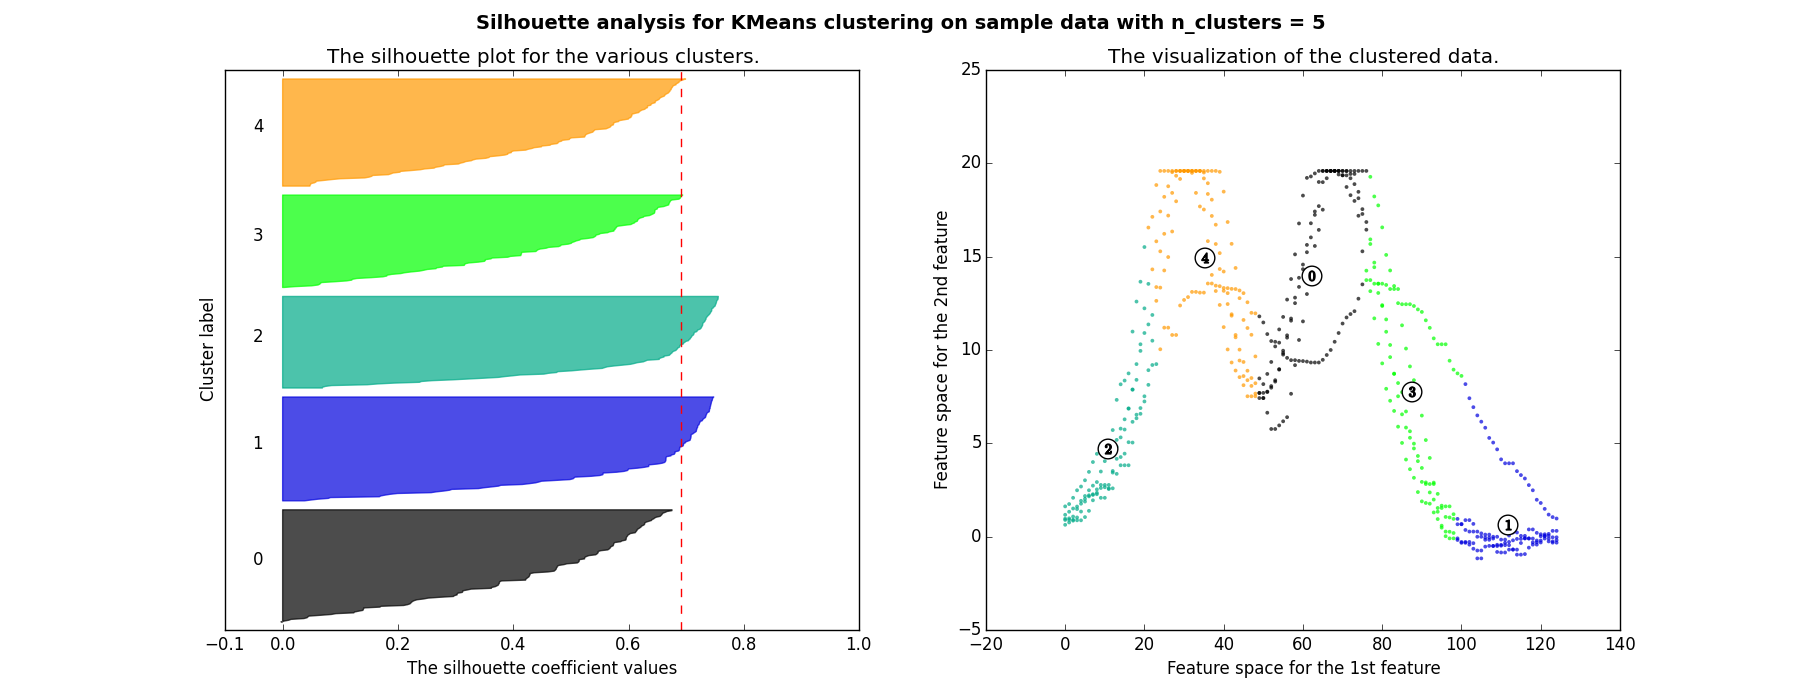 Silhouette analysis for KMeans clustering on sample data with n_clusters = 5
The silhouette plot for the various clusters.
4
3
2
1
0
Cluster label
−0.1 0.0 0.2 0.4 0.6 0.8 1.0
The silhouette coefficient values
The visualization of the clustered data.
25
20
15
10
5
0
−5
Feature space for the 2nd feature
4
0
3
2
1
−20 0 20 40 60 80 100 120 140
Feature space for the 1st feature